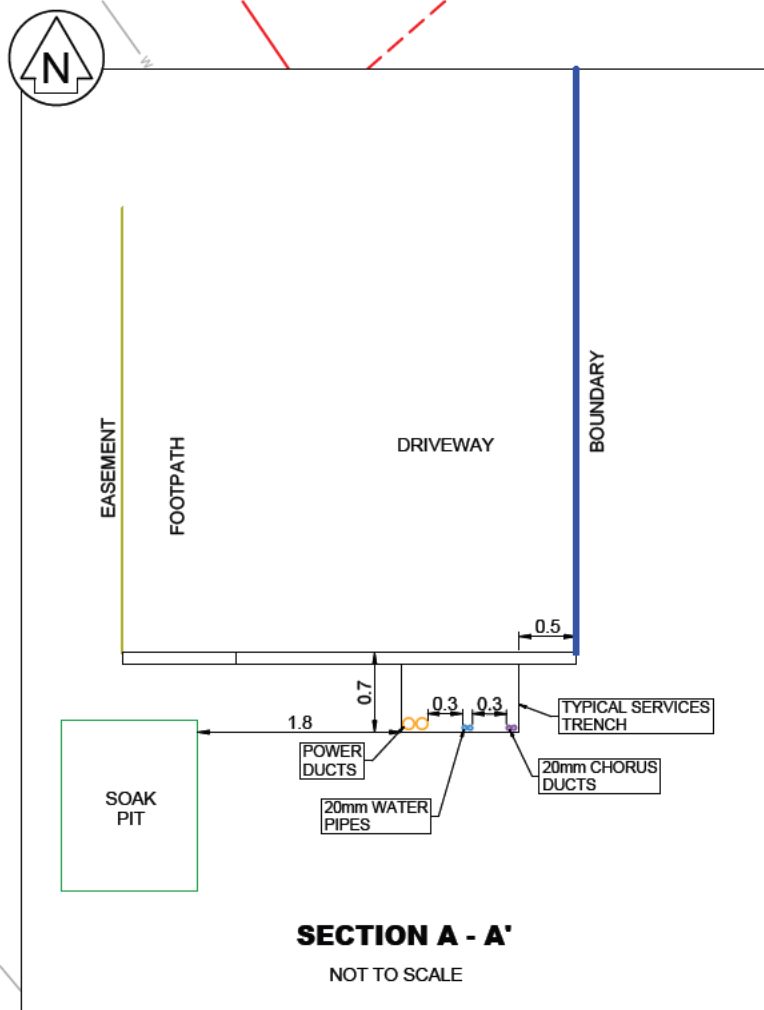 W
N
EASEMENT
FOOTPATH
DRIVEWAY
BOUNDARY
0.5
0.7
0.3
0.3
1.8
TYPICAL SERVICES
TRENCH
POWER
DUCTS
20mm CHORUS
DUCTS
20mm WATER
PIPES
SOAK
PIT
SECTION A - A'
NOT TO SCALE